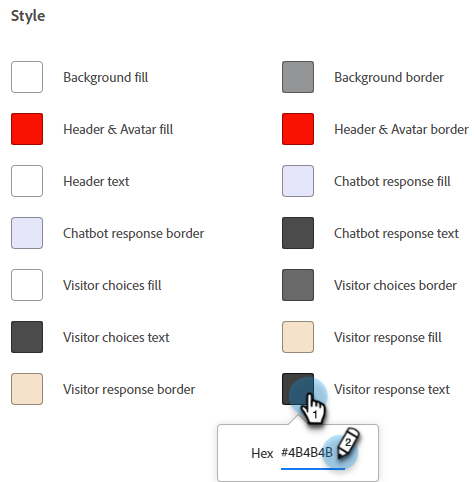 Style
Background fill
Background border
Header & Avatar fill
Header & Avatar border
Header text
Chatbot response fill
Chatbot response border
Chatbot response text
Visitor choices fill
Visitor choices border
Visitor choices text
Visitor response fill
Visitor response border
Visitor response text
1
Hex #4B4B4B 2